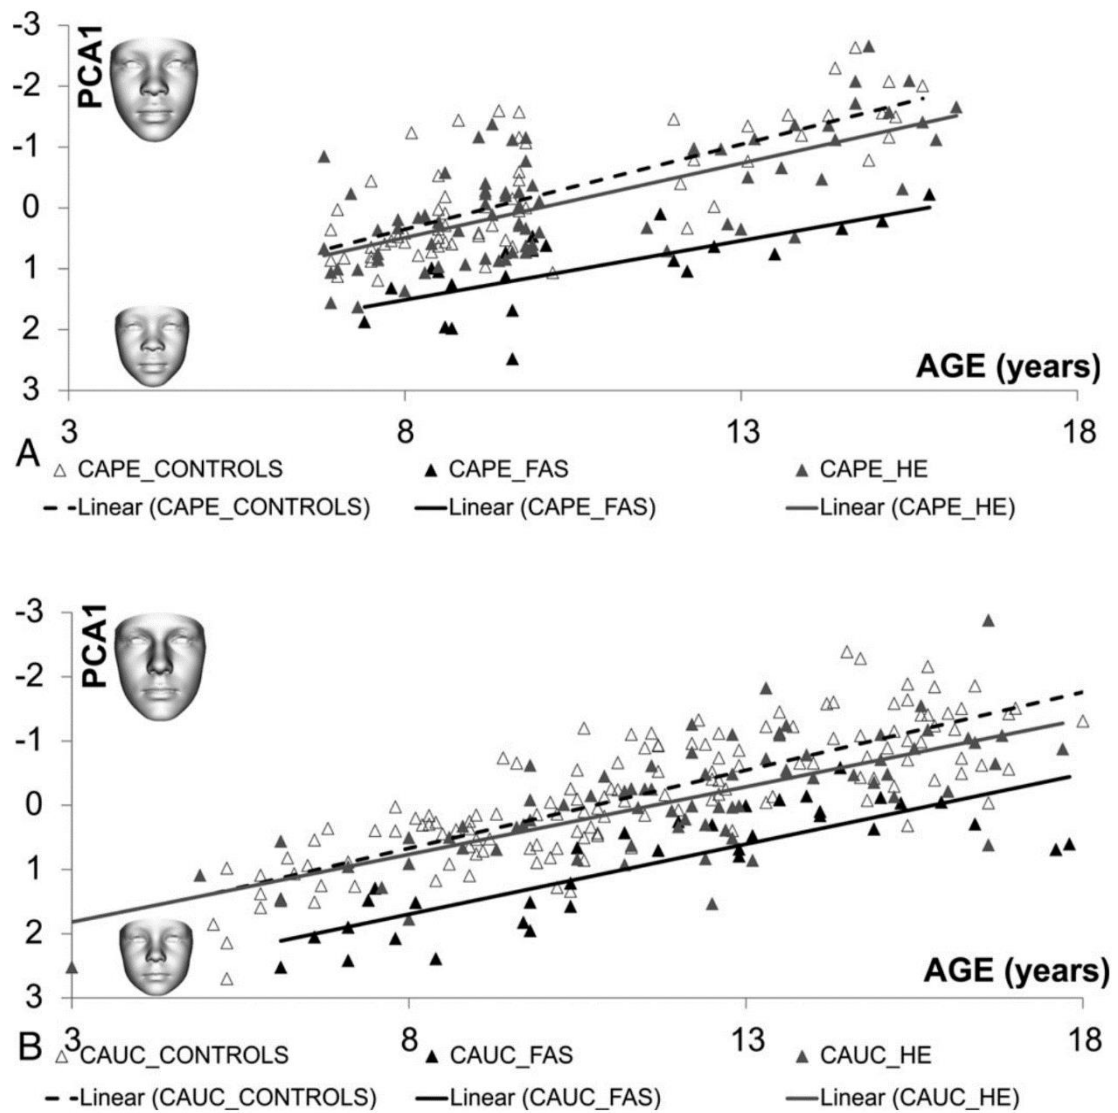 -3
PCA1
-2
-1
0
1
2
AGE (years)
3
3 8 13 18
A
△ CAPE_CONTROLS ▲ CAPE_FAS ▲ CAPE_HE
Linear (CAPE_CONTROLS) Linear (CAPE_FAS) Linear (CAPE_HE)
-3
PCA1
-2
-1
0
1
2
AGE (years)
3
3 8 13 18
B
△ CAUC_CONTROLS ▲ CAUC_FAS ▲ CAUC_HE
Linear (CAUC_CONTROLS) Linear (CAUC_FAS) Linear (CAUC_HE)